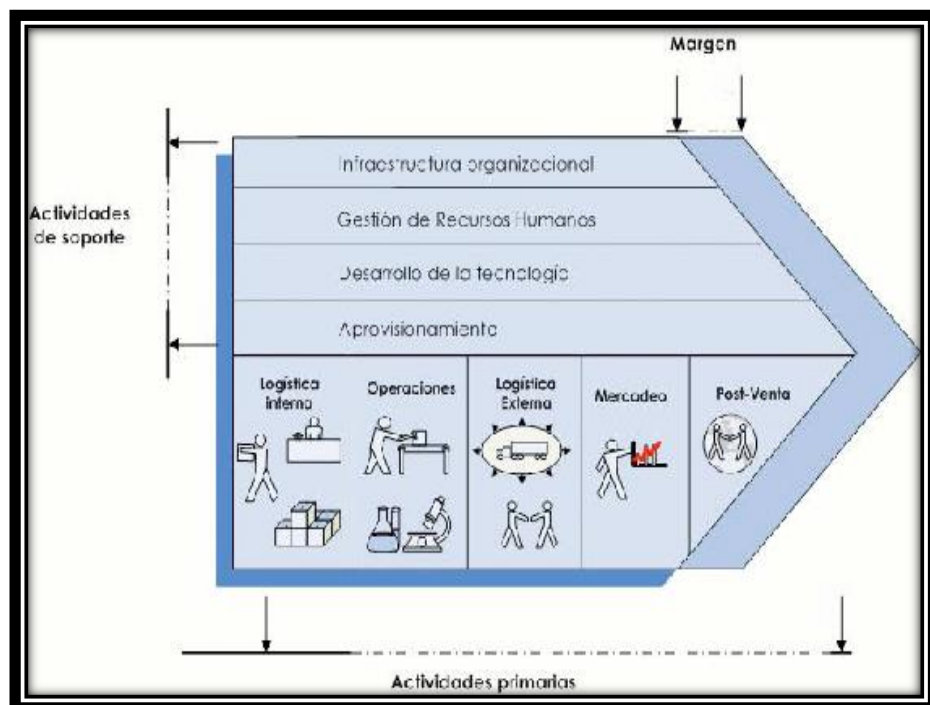 Margen
Infraestructura organizacional
Gestión de Recursos Humanos
Actividades
de soporte
Desarrollo de la tecnología
Aprovisionamiento
Logística
interna
Operaciones
Logística
Externa
Mercadeo
Post-Venta
Actividades primarias